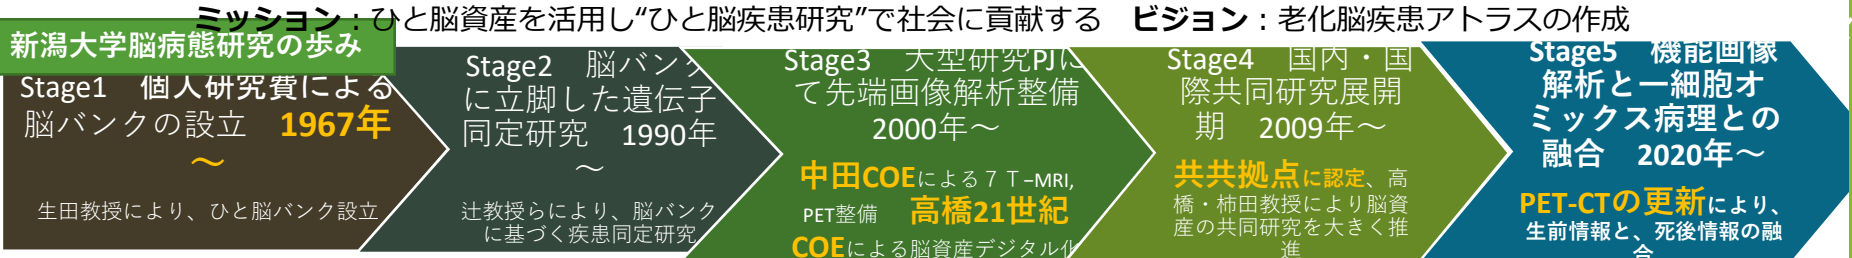 ミッション：ひと脳資産を活用し“ひと脳疾患研究”で社会に貢献する　ビジョン：老化脳疾患アトラスの作成
新潟大学脳病態研究の歩み
Stage1　個人研究費による
脳バンクの設立　1967年
～
生田教授により、ひと脳バンク設立
Stage2　脳バンク
に立脚した遺伝子
同定研究　1990年
～
辻教授らにより、脳バンク
に基づく疾患同定研究
Stage3　大型研究PJに
て先端画像解析整備
2000年～
中田COEによる７Ｔ-MRI,
PET整備　高橋21世紀
COEによる脳資産デジタル化
Stage4　国内・国
際共同研究展開
期　2009年～
共共拠点に認定、高
橋・柿田教授により脳資
産の共同研究を大きく推
進
Stage5　機能画像
解析と一細胞オ
ミックス病理との
融合　2020年～
PET-CTの更新により、
生前情報と、死後情報の融
合